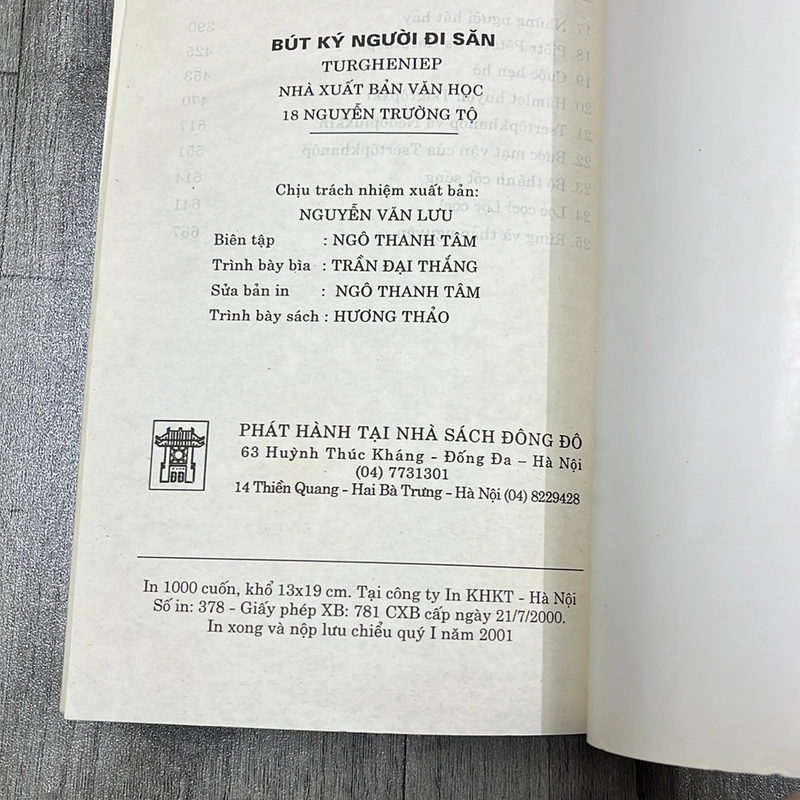 BÚT KÝ NGƯỜI ĐI SĂN
TURGHENIEP
NHÀ XUẤT BẢN VĂN HỌC
18 NGUYỄN TRƯỜNG TỘ
Chịu trách nhiệm xuất bản:
NGUYỄN VĂN LƯU
Biên tập : NGÔ THANH TÂM
Trình bày bìa : TRẦN ĐẠI THẮNG
Sửa bản in : NGÔ THANH TÂM
Trình bày sách : HƯƠNG THẢO
ĐĐ
PHÁT HÀNH TẠI NHÀ SÁCH ĐÔNG ĐÔ
63 Huỳnh Thúc Kháng - Đống Đa – Hà Nội
(04) 7731301
14 Thiền Quang - Hai Bà Trưng - Hà Nội (04) 8229428
In 1000 cuốn, khổ 13x19 cm. Tại công ty In KHKT - Hà Nội
Số in: 378 - Giấy phép XB: 781 CXB cấp ngày 21/7/2000.
In xong và nộp lưu chiểu quý I năm 2001